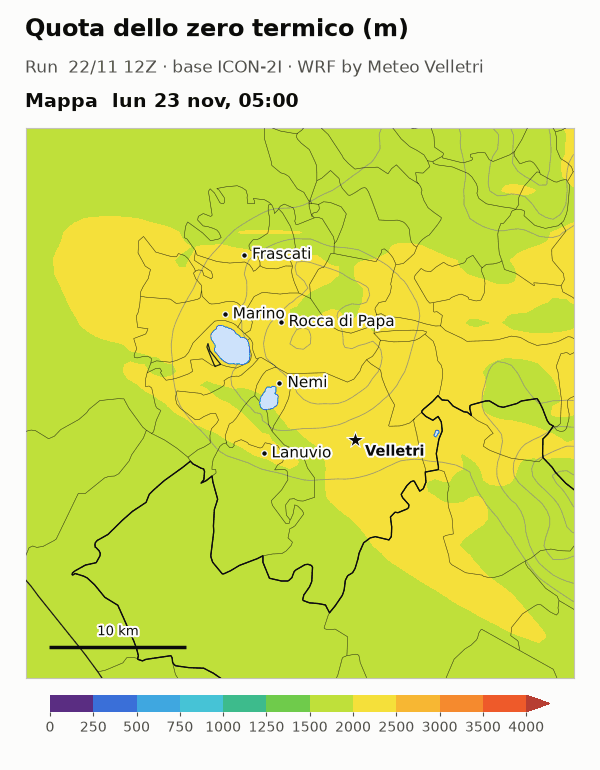 Quota dello zero termico (m)
Run  22/11 12Z · base ICON-2I · WRF by Meteo Velletri
Mappa  lun 23 nov, 05:00
Frascati
Marino
Rocca di Papa
Nemi
Velletri
Lanuvio
10 km
0 250 500 750 1000 1250 1500 2000 2500 3000 3500 4000